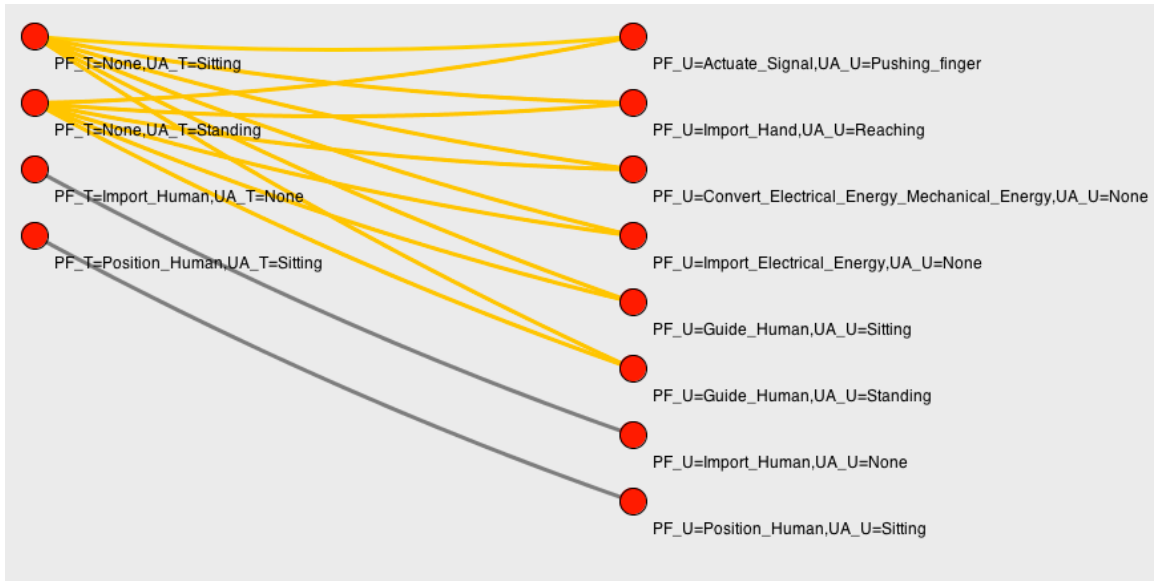 PF_T=None,UA_T=Sitting
PF_T=None,UA_T=Standing
PF_T=Import_Human,UA_T=None
PF_T=Position_Human,UA_T=Sitting
PF_U=Actuate_Signal,UA_U=Pushing_finger
PF_U=Import_Hand,UA_U=Reaching
PF_U=Convert_Electrical_Energy_Mechanical_Energy,UA_U=None
PF_U=Import_Electrical_Energy,UA_U=None
PF_U=Guide_Human,UA_U=Sitting
PF_U=Guide_Human,UA_U=Standing
PF_U=Import_Human,UA_U=None
PF_U=Position_Human,UA_U=Sitting